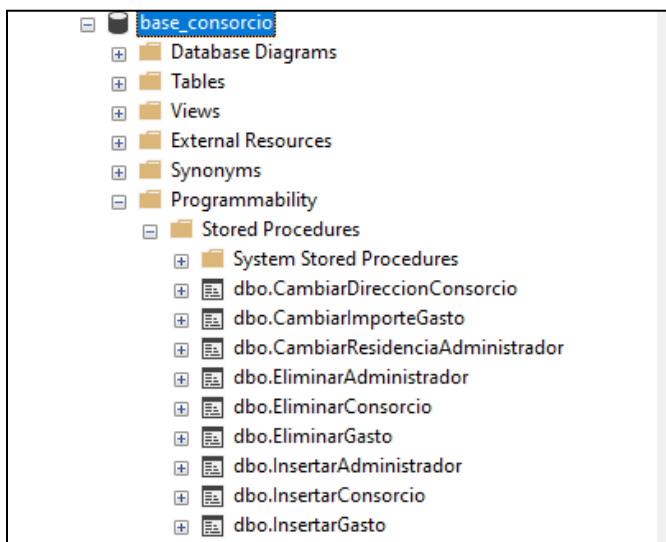 base_consorcio
Database Diagrams
Tables
Views
External Resources
Synonyms
Programmability
Stored Procedures
System Stored Procedures
dbo.CambiarDireccionConsorcio
dbo.CambiarImporteGasto
dbo.CambiarResidenciaAdministrador
dbo.EliminarAdministrador
dbo.EliminarConsorcio
dbo.EliminarGasto
dbo.InsertarAdministrador
dbo.InsertarConsorcio
dbo.InsertarGasto